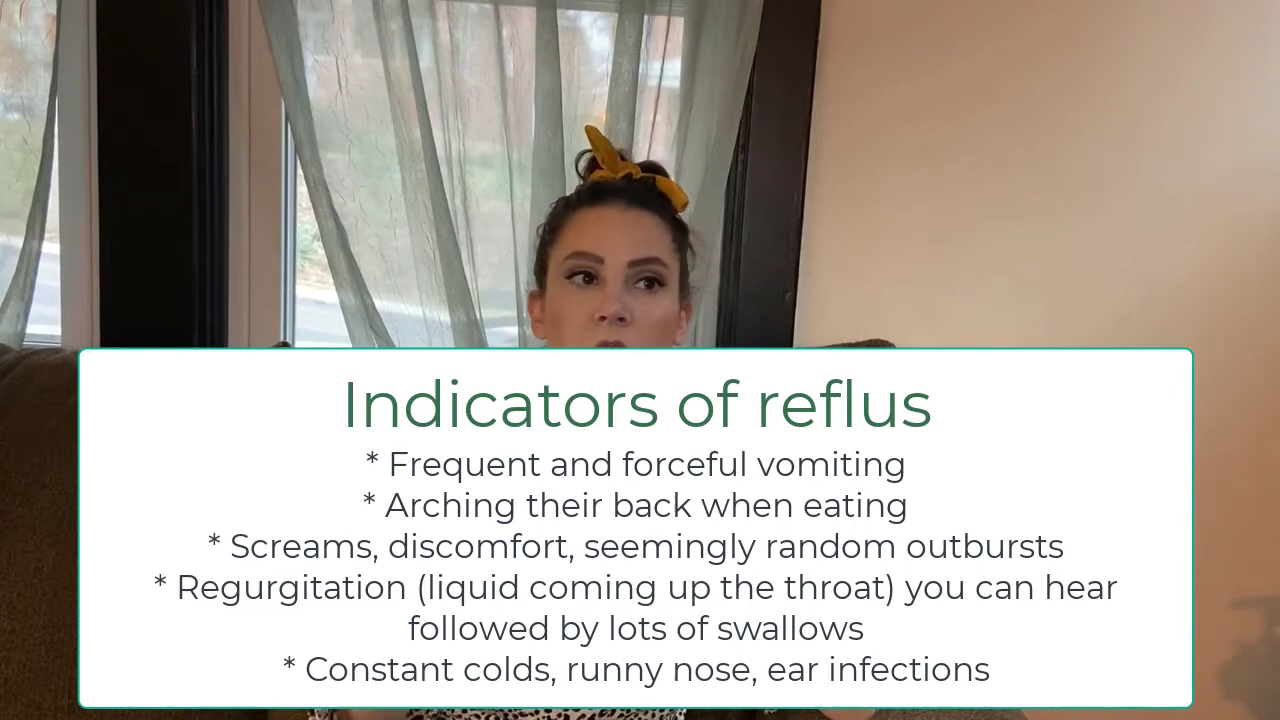 Indicators of reflus
* Frequent and forceful vomiting
* Arching their back when eating
* Screams, discomfort, seemingly random outbursts
* Regurgitation (liquid coming up the throat) you can hear
followed by lots of swallows
* Constant colds, runny nose, ear infections